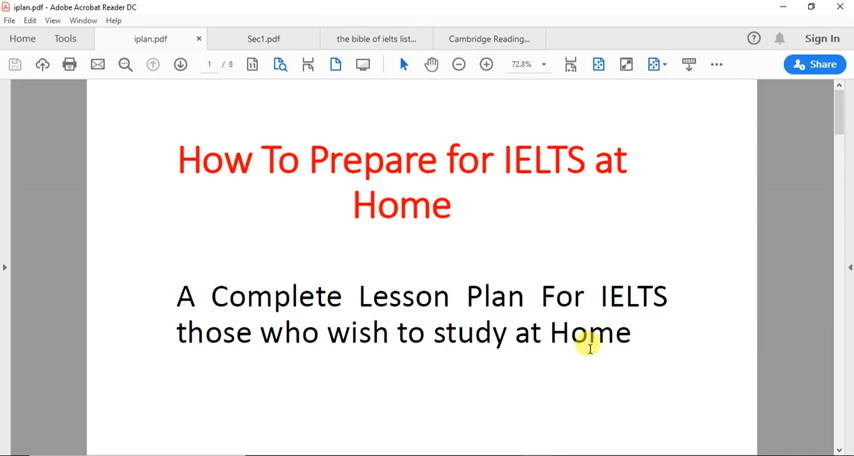 iplan.pdf - Adobe Acrobat Reader DC
File Edit View Window Help
Home Tools iplan.pdf × Sec1.pdf the bible of ielts list... Cambridge Reading... Sign In
1 / 8 72.8% Share
How To Prepare for IELTS at
Home
A Complete Lesson Plan For IELTS
those who wish to study at Home